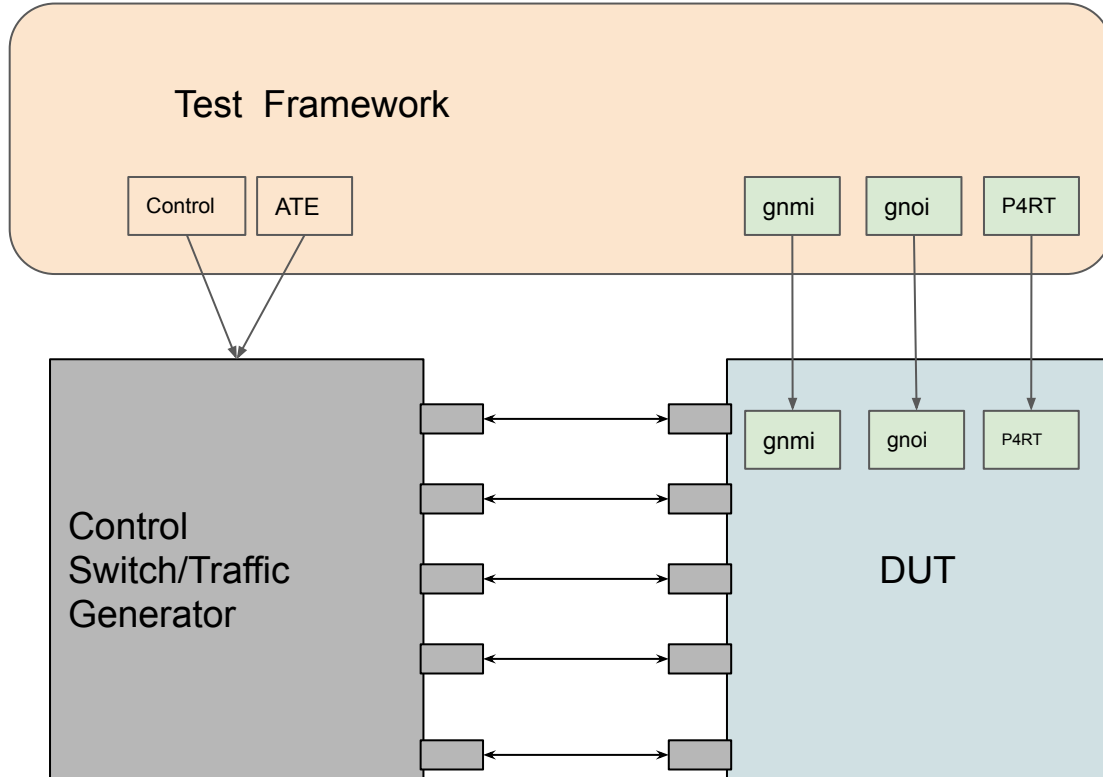 Test Framework
Control
ATE
gnmi
gnoi
P4RT
gnmi
gnoi
P4RT
Control
Switch/Traffic
Generator
DUT